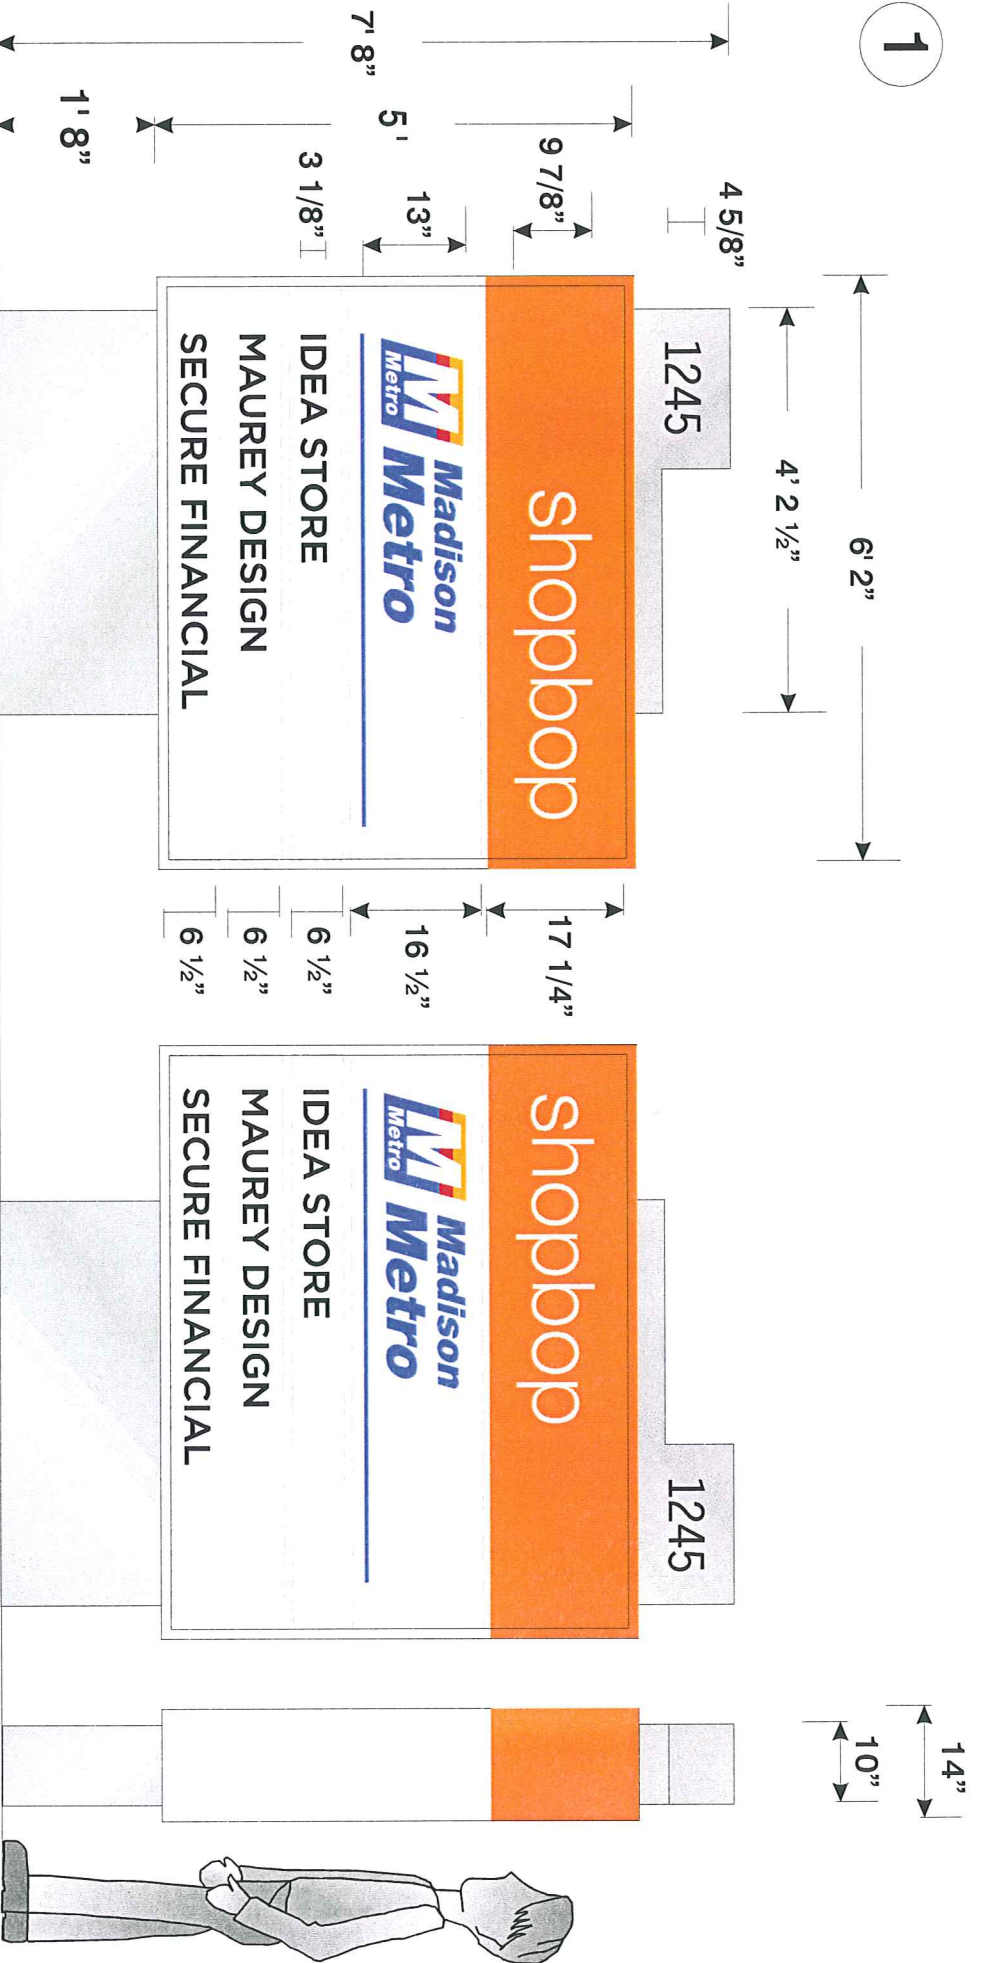 1
6' 2”
4' 2 ½”
14”
10”
4 5/8”
7' 8”
5'
9 7/8”
13”
3 1/8”
1' 8”
1245
shopbop
Madison
Metro
Metro
IDEA STORE
MAUREY DESIGN
SECURE FINANCIAL
17 1/4”
16 ½”
6 ½”
6 ½”
6 ½”
1245
shopbop
Madison
Metro
Metro
IDEA STORE
MAUREY DESIGN
SECURE FINANCIAL